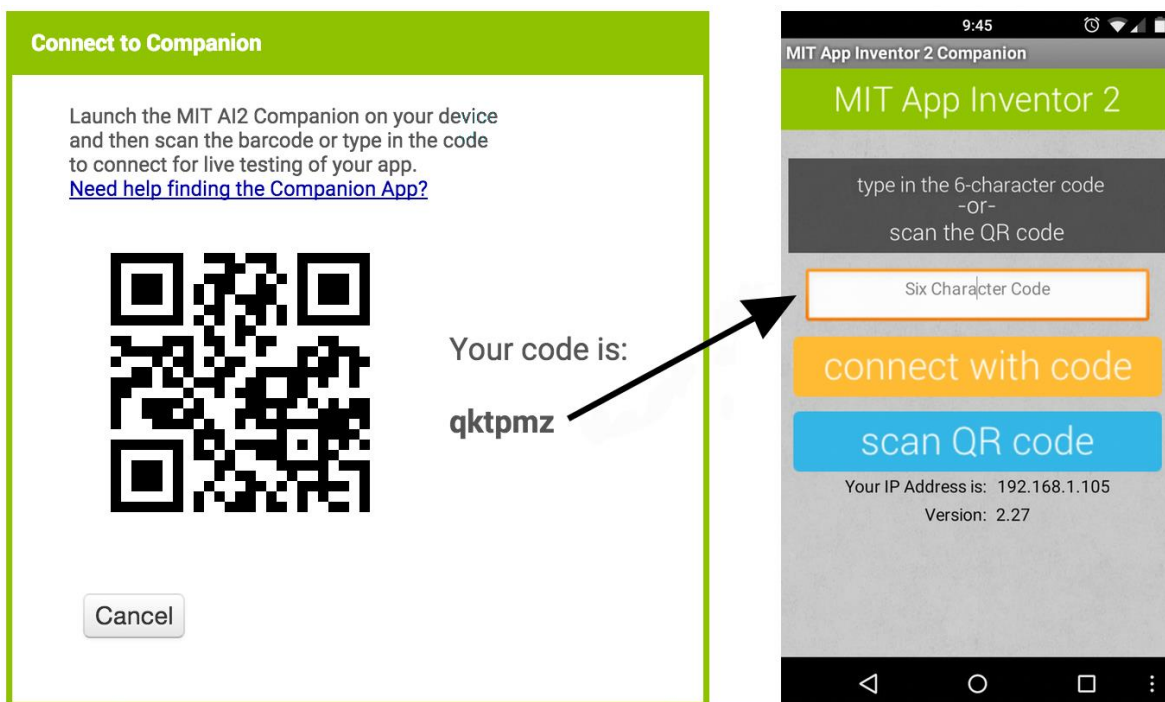 Connect to Companion
Launch the MIT AI2 Companion on your device
and then scan the barcode or type in the code
to connect for live testing of your app.
Need help finding the Companion App?
Your code is:
qktpmz
Cancel
9:45
MIT App Inventor 2 Companion
MIT App Inventor 2
type in the 6-character code
-or-
scan the QR code
Six Character Code
connect with code
scan QR code
Your IP Address is: 192.168.1.105
Version: 2.27